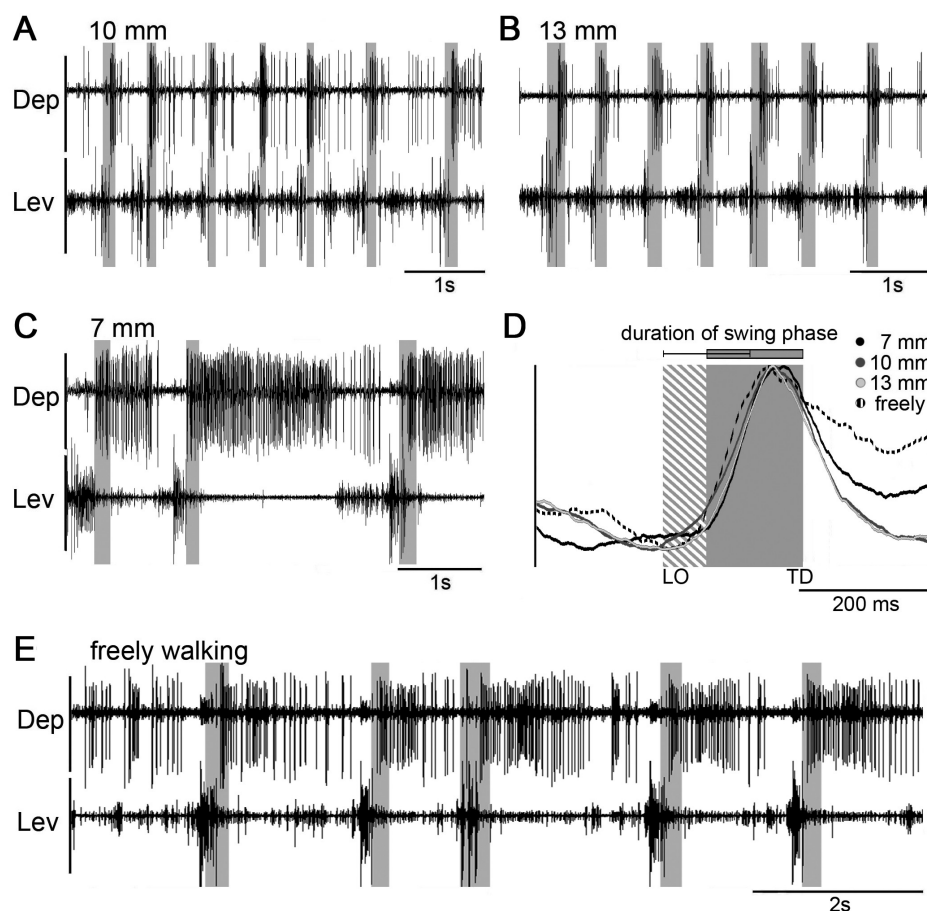 A 10 mm
Dep
Lev
1s
B 13 mm
1s
C 7 mm
Dep
Lev
1s
D
duration of swing phase
7 mm
10 mm
13 mm
freely
LO TD
200 ms
E freely walking
Dep
Lev
2s